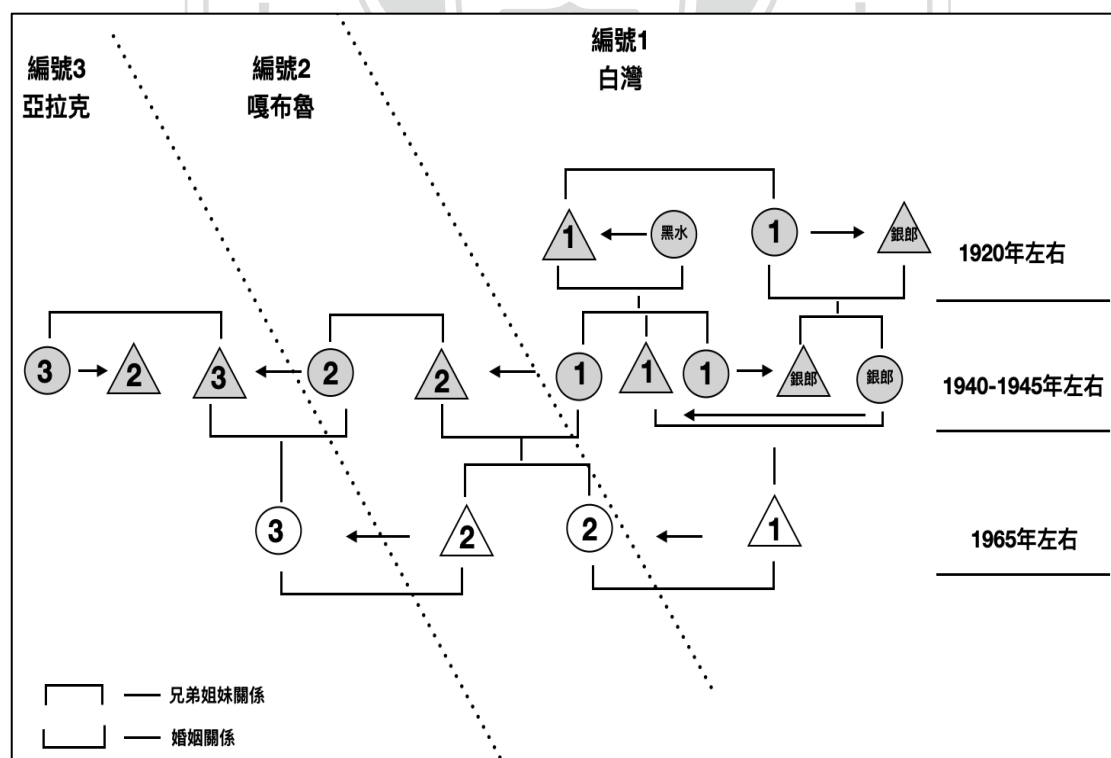 編號3
亞拉克
編號2
嘎布魯
編號1
白灣
1
黑水
1
銀郎
1920年左右
3
2
3
2
2
1
1
1
銀郎
銀郎
1940-1945年左右
3
2
2
1
1965年左右
兄弟姐妹關係
婚姻關係